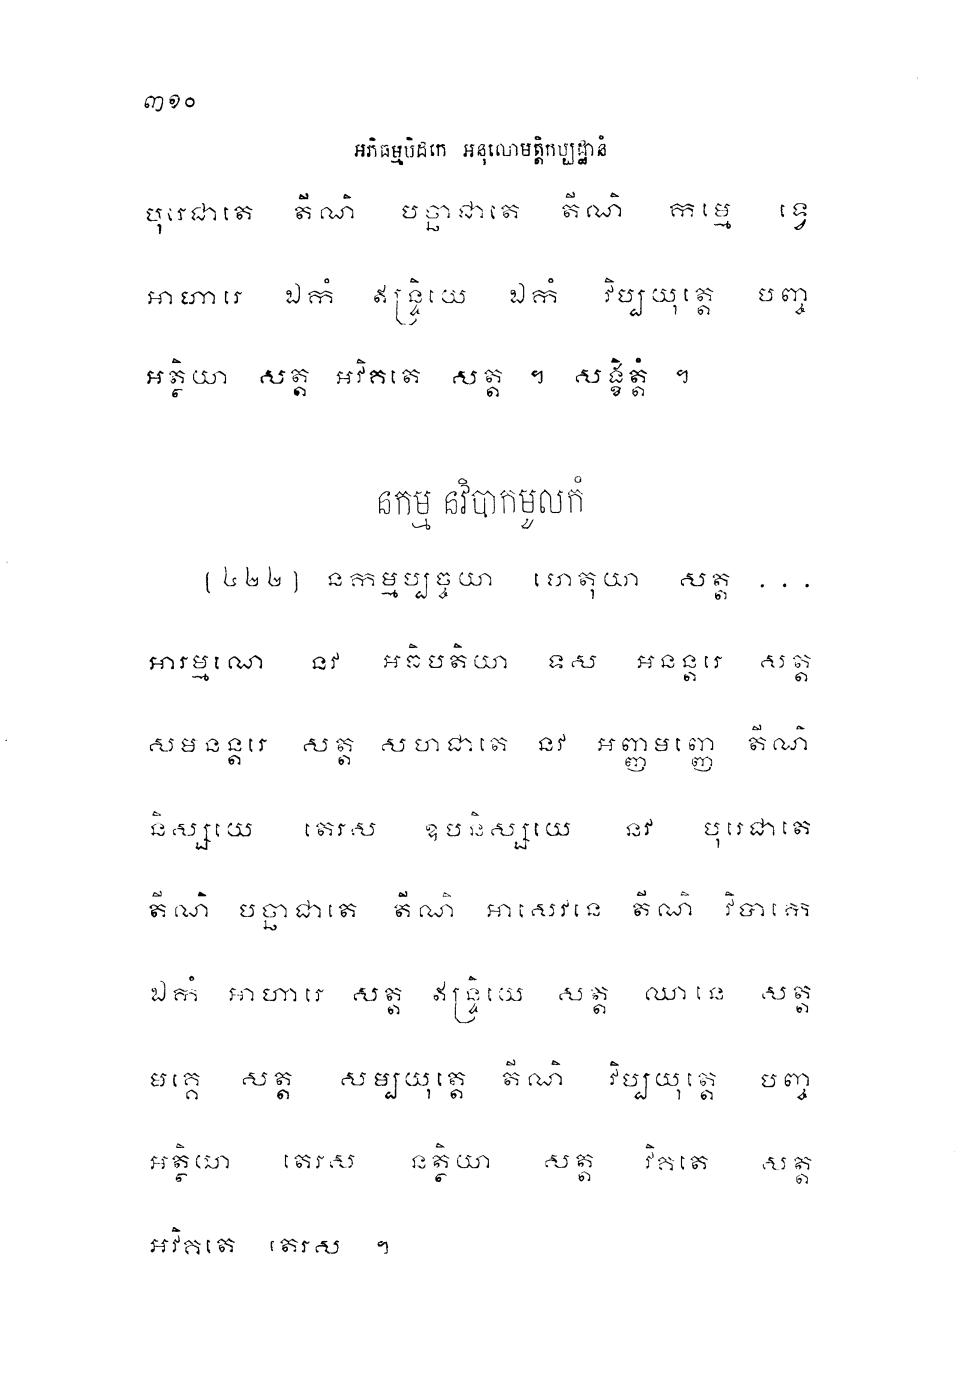 ៣១០
អភិធម្មបិដកេ អនុលោមត្តិកប្បដ្ឋានំ
បុរេជាតេ តីណិ បច្ឆាជាតេ តីណិ កម្មេ ទ្វេ
អាហារេ ឯកំ ឥន្ទ្រិយេ ឯកំ វិប្បយុត្តេ បញ្ច
អត្ថិយា សត្ត អវិគតេ សត្ត ។ សង្ខិត្តំ ។
នកម្ម នវិបាកមូលកំ
(៤២២) នកម្មប្បច្ចយា ហេតុយា សត្ត ...
អារម្មណេ នវ អធិបតិយា ទស អនន្តរេ សត្ត
សមនន្តរេ សត្ត សហជាតេ នវ អញ្ញមញ្ញេ តីណិ
និស្សយេ តេរស ឧបនិស្សយេ នវ បុរេជាតេ
តីណិ បច្ឆាជាតេ តីណិ អាសេវនេ តីណិ វិបាកេ
ឯកំ អាហារេ សត្ត ឥន្ទ្រិយេ សត្ត ឈានេ សត្ត
មគ្គេ សត្ត សម្បយុត្តេ តីណិ វិប្បយុត្តេ បញ្ច
អត្ថិយា តេរស នត្ថិយា សត្ត វិគតេ សត្ត
អវិគតេ តេរស ។